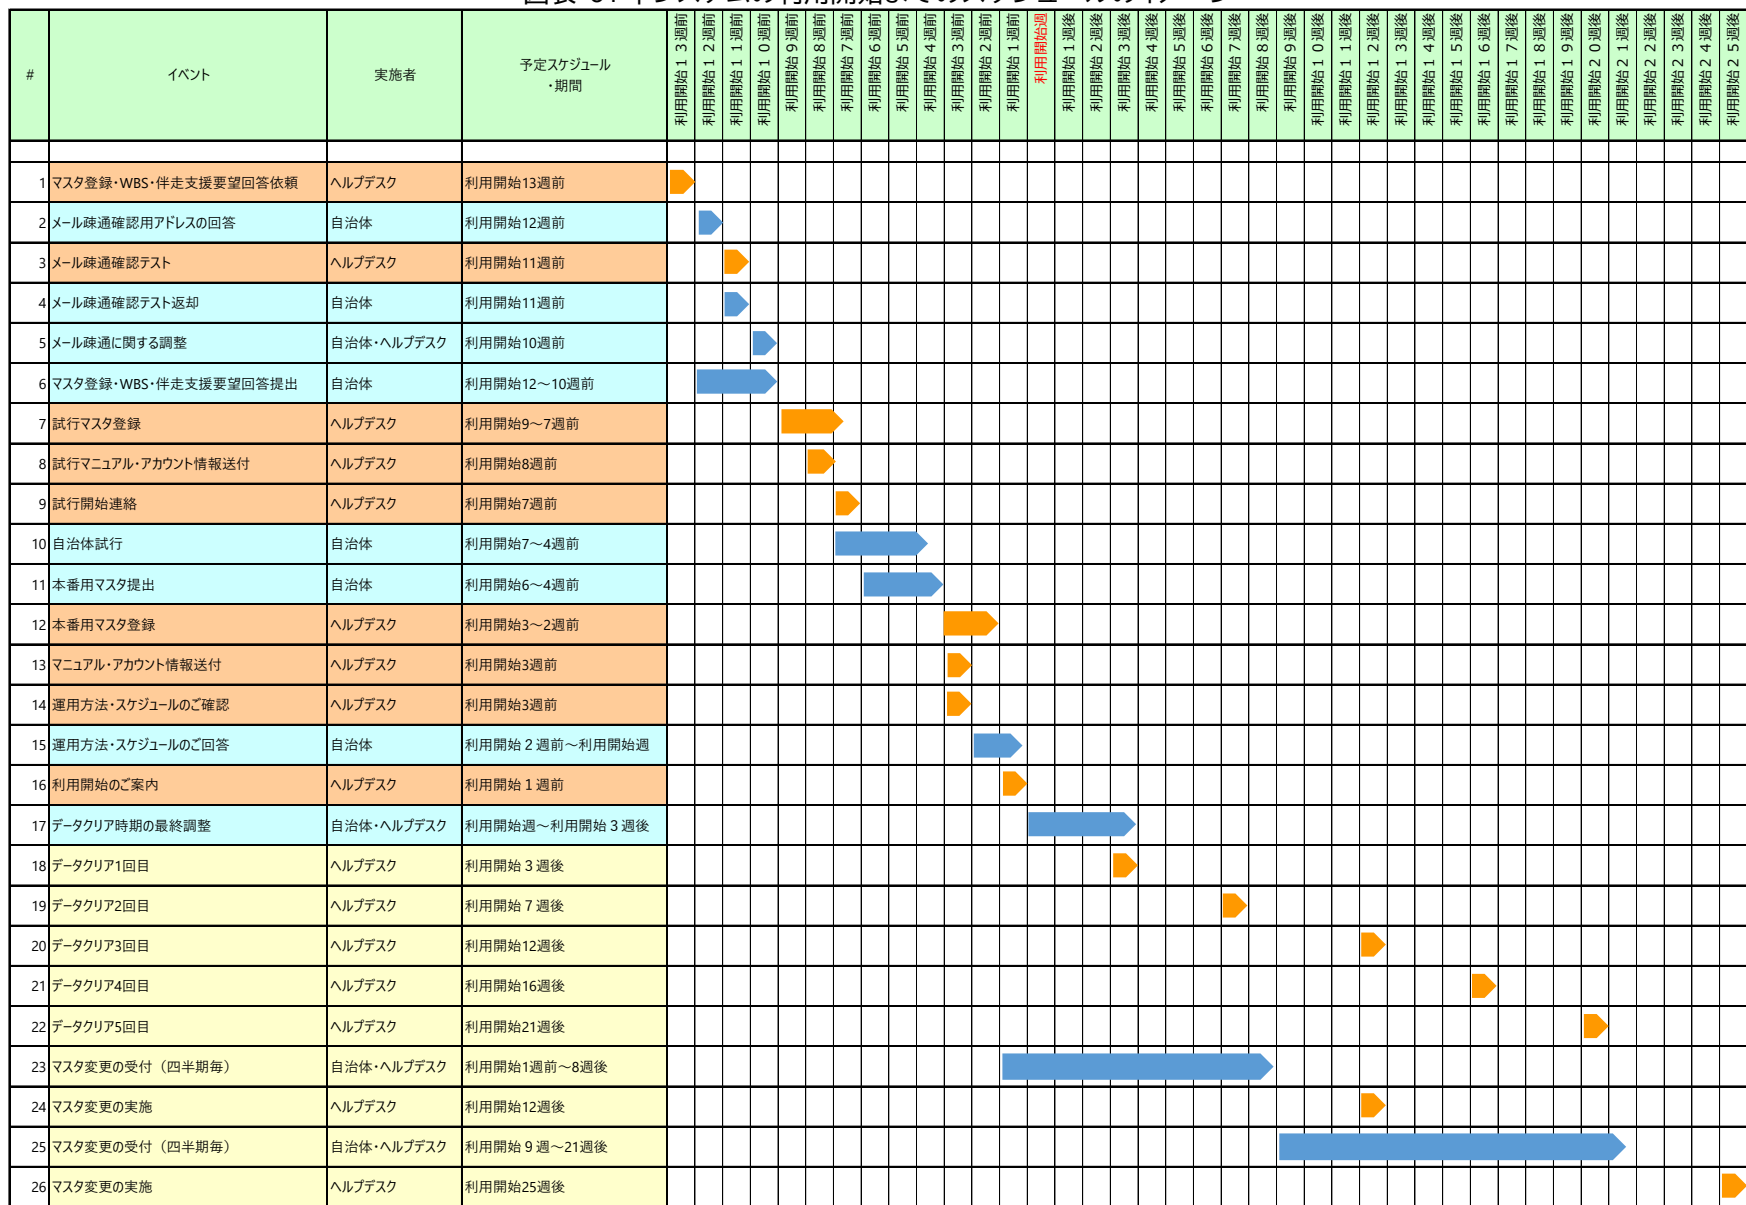 # イベント 実施者 予定スケジュール・期間 利用開始13週前 利用開始12週前 利用開始11週前 利用開始10週前 利用開始9週前 利用開始8週前 利用開始7週前 利用開始6週前 利用開始5週前 利用開始4週前 利用開始3週前 利用開始2週前 利用開始1週前 利用開始週 利用開始1週後 利用開始2週後 利用開始3週後 利用開始4週後 利用開始5週後 利用開始6週後 利用開始7週後 利用開始8週後 利用開始9週後 利用開始10週後 利用開始11週後 利用開始12週後 利用開始13週後 利用開始14週後 利用開始15週後 利用開始16週後 利用開始17週後 利用開始18週後 利用開始19週後 利用開始20週後 利用開始21週後 利用開始22週後 利用開始23週後 利用開始24週後 利用開始25週後
1 マスタ登録・WBS・伴走支援要望回答依頼 ヘルプデスク 利用開始13週前
2 メール疎通確認用アドレスの回答 自治体 利用開始12週前
3 メール疎通確認テスト ヘルプデスク 利用開始11週前
4 メール疎通確認テスト返却 自治体 利用開始11週前
5 メール疎通に関する調整 自治体・ヘルプデスク 利用開始10週前
6 マスタ登録・WBS・伴走支援要望回答提出 自治体 利用開始12～10週前
7 試行マスタ登録 ヘルプデスク 利用開始9～7週前
8 試行マニュアル・アカウント情報送付 ヘルプデスク 利用開始8週前
9 試行開始連絡 ヘルプデスク 利用開始7週前
10 自治体試行 自治体 利用開始7～4週前
11 本番用マスタ提出 自治体 利用開始6～4週前
12 本番用マスタ登録 ヘルプデスク 利用開始3～2週前
13 マニュアル・アカウント情報送付 ヘルプデスク 利用開始3週前
14 運用方法・スケジュールのご確認 ヘルプデスク 利用開始3週前
15 運用方法・スケジュールのご回答 自治体 利用開始２週前～利用開始週
16 利用開始のご案内 ヘルプデスク 利用開始１週前
17 データクリア時期の最終調整 自治体・ヘルプデスク 利用開始週～利用開始３週後
18 データクリア1回目 ヘルプデスク 利用開始３週後
19 データクリア2回目 ヘルプデスク 利用開始７週後
20 データクリア3回目 ヘルプデスク 利用開始12週後
21 データクリア4回目 ヘルプデスク 利用開始16週後
22 データクリア5回目 ヘルプデスク 利用開始21週後
23 マスタ変更の受付（四半期毎） 自治体・ヘルプデスク 利用開始1週前～8週後
24 マスタ変更の実施 ヘルプデスク 利用開始12週後
25 マスタ変更の受付（四半期毎） 自治体・ヘルプデスク 利用開始９週～21週後
26 マスタ変更の実施 ヘルプデスク 利用開始25週後